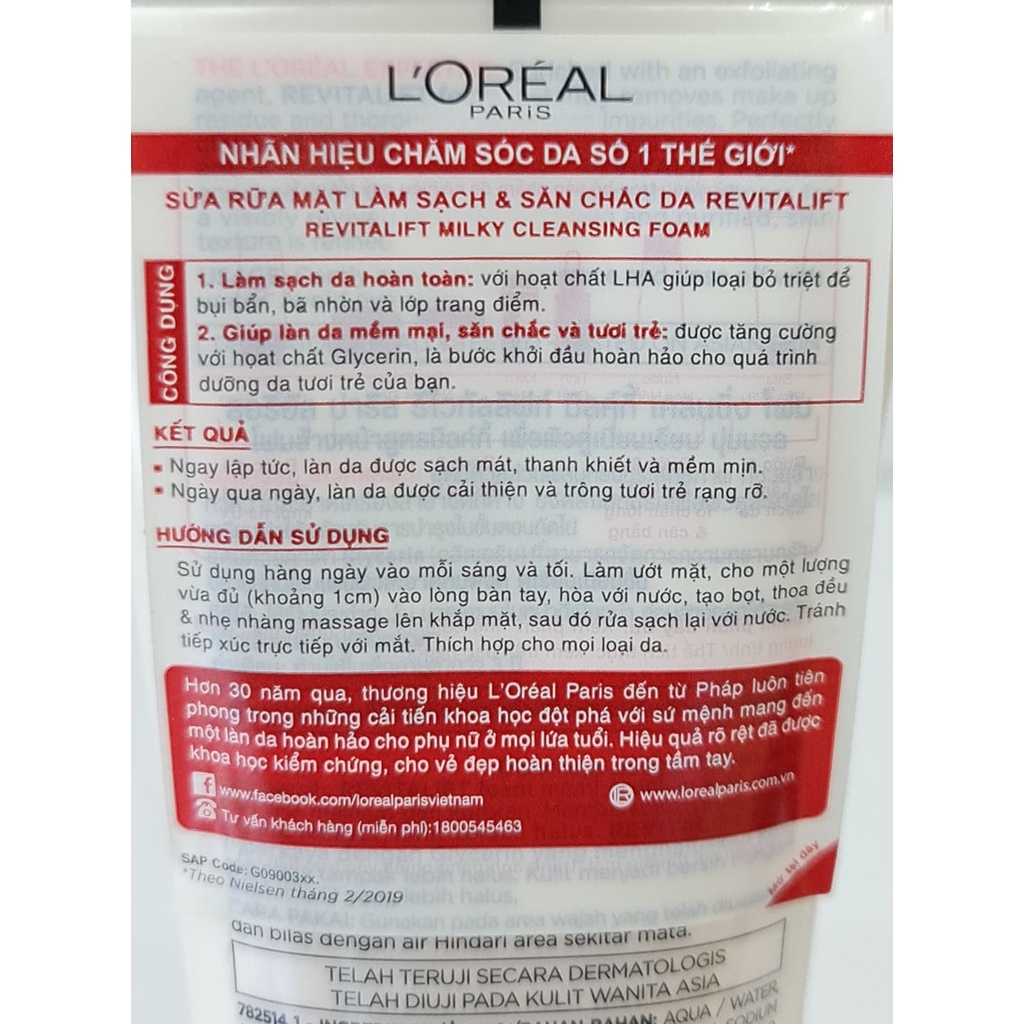 L'ORÉAL
PARIS
NHÃN HIỆU CHĂM SÓC DA SỐ 1 THẾ GIỚI*
SỮA RỬA MẶT LÀM SẠCH & SĂN CHẮC DA REVITALIFT
REVITALIFT MILKY CLEANSING FOAM
CÔNG DỤNG
1. Làm sạch da hoàn toàn: với hoạt chất LHA giúp loại bỏ triệt để
bụi bẩn, bã nhờn và lớp trang điểm.
2. Giúp làn da mềm mại, săn chắc và tươi trẻ: được tăng cường
với hoạt chất Glycerin, là bước khởi đầu hoàn hảo cho quá trình
dưỡng da tươi trẻ của bạn.
KẾT QUẢ
• Ngay lập tức, làn da được sạch mát, thanh khiết và mềm mịn.
• Ngày qua ngày, làn da được cải thiện và trông tươi trẻ rạng rỡ.
HƯỚNG DẪN SỬ DỤNG
Sử dụng hàng ngày vào mỗi sáng và tối. Làm ướt mặt, cho một lượng
vừa đủ (khoảng 1cm) vào lòng bàn tay, hòa với nước, tạo bọt, thoa đều
& nhẹ nhàng massage lên khắp mặt, sau đó rửa sạch lại với nước. Tránh
tiếp xúc trực tiếp với mắt. Thích hợp cho mọi loại da.
Hơn 30 năm qua, thương hiệu L'Oréal Paris đến từ Pháp luôn tiên
phong trong những cải tiến khoa học đột phá với sứ mệnh mang đến
một làn da hoàn hảo cho phụ nữ ở mọi lứa tuổi. Hiệu quả rõ rệt đã được
khoa học kiểm chứng, cho vẻ đẹp hoàn thiện trong tầm tay.
www.facebook.com/lorealparisvietnam
www.lorealparis.com.vn
Tư vấn khách hàng (miễn phí):1800545463
SAP Code: G09003xx.
*Theo Nielsen tháng 2/2019
Mở tại đây
dan bilas dengan air Hindari area sekitar mata.
TELAH TERUJI SECARA DERMATOLOGIS
TELAH DIUJI PADA KULIT WANITA ASIA
782514 1
BAHAN: AQUA / WATER,
SODIUM